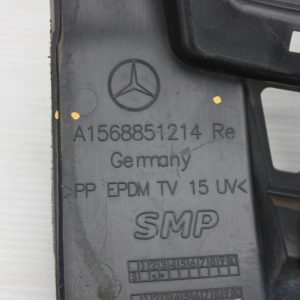 A1568851214 Re
Germany
>PP EPDM TV 15 UV<
SMP